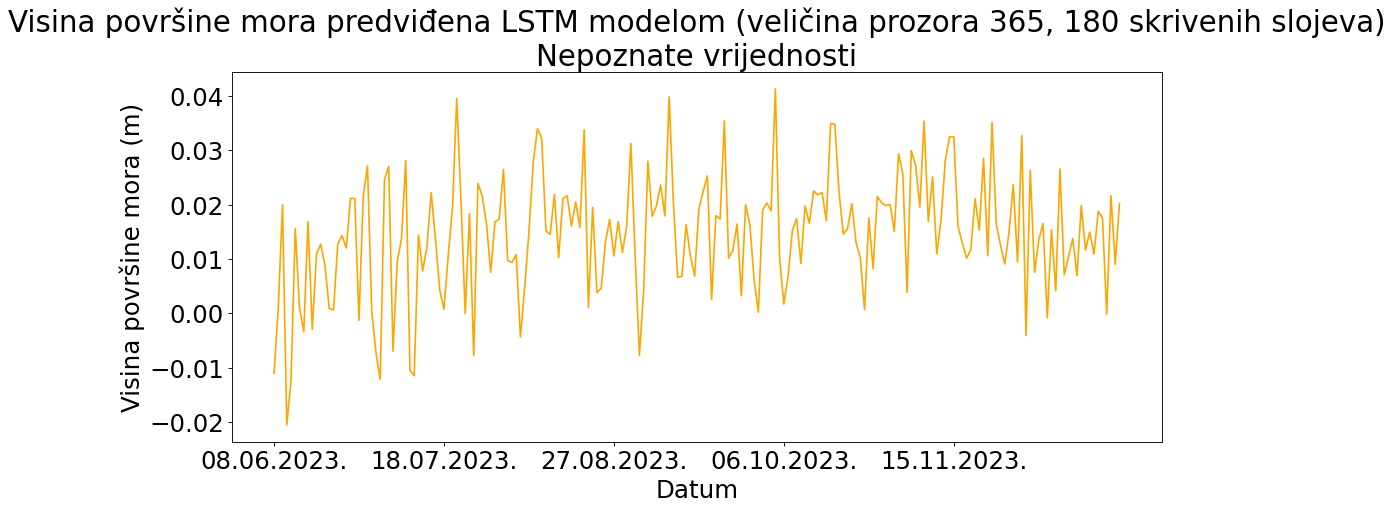 Visina površine mora predviđena LSTM modelom (veličina prozora 365, 180 skrivenih slojeva)
Nepoznate vrijednosti
Visina površine mora (m)
0.04
0.03
0.02
0.01
0.00
−0.01
−0.02
08.06.2023. 18.07.2023. 27.08.2023. 06.10.2023. 15.11.2023.
Datum